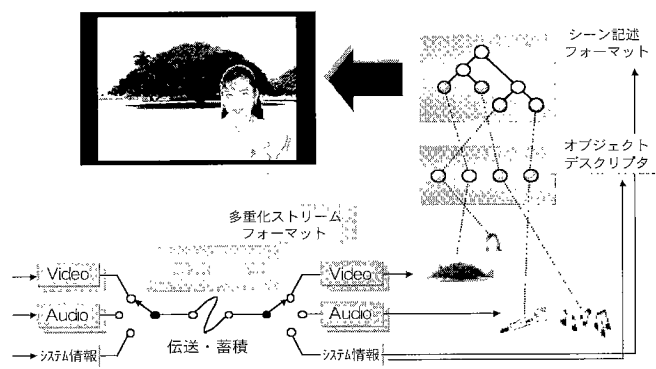 シーン記述
フォーマット
オブジェクト
デスクリプタ
多重化ストリーム
フォーマット
Video
Audio
システム情報
伝送・蓄積
Video
Audio
システム情報